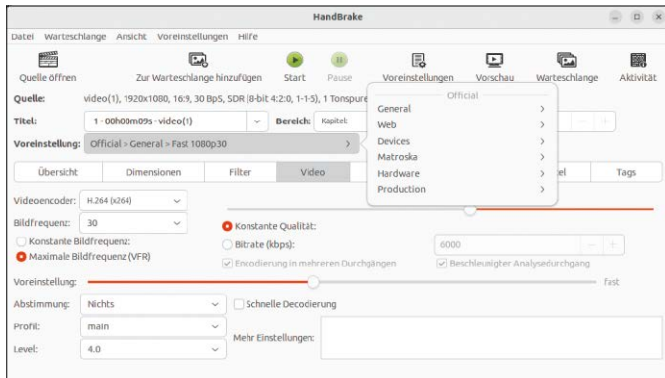 HandBrake
Datei Warteschlange Ansicht Voreinstellungen Hilfe
Quelle öffnen Zur Warteschlange hinzufügen Start Pause Voreinstellungen Vorschau Warteschlange Aktivität
Quelle: video(1), 1920x1080, 16:9, 30 BpS, SDR (8-bit 4:2:0, 1-1-5), 1 Tonspure
Titel: 1 - 00h00m09s - video(1) Bereich: Kapitel:
Voreinstellung: Official > General > Fast 1080p30
Official
General
Web
Devices
Matroska
Hardware
Production
Übersicht Dimensionen Filter Video Tags
Videoencoder: H.264 (x264)
Bildfrequenz: 30
Konstante Bildfrequenz:
Maximale Bildfrequenz (VFR)
Konstante Qualität:
Bitrate (kbps): 6000
Encodierung in mehreren Durchgängen Beschleunigter Analysedurchgang
Voreinstellung: fast
Abstimmung: Nichts Schnelle Decodierung
Profil: main
Mehr Einstellungen:
Level: 4.0